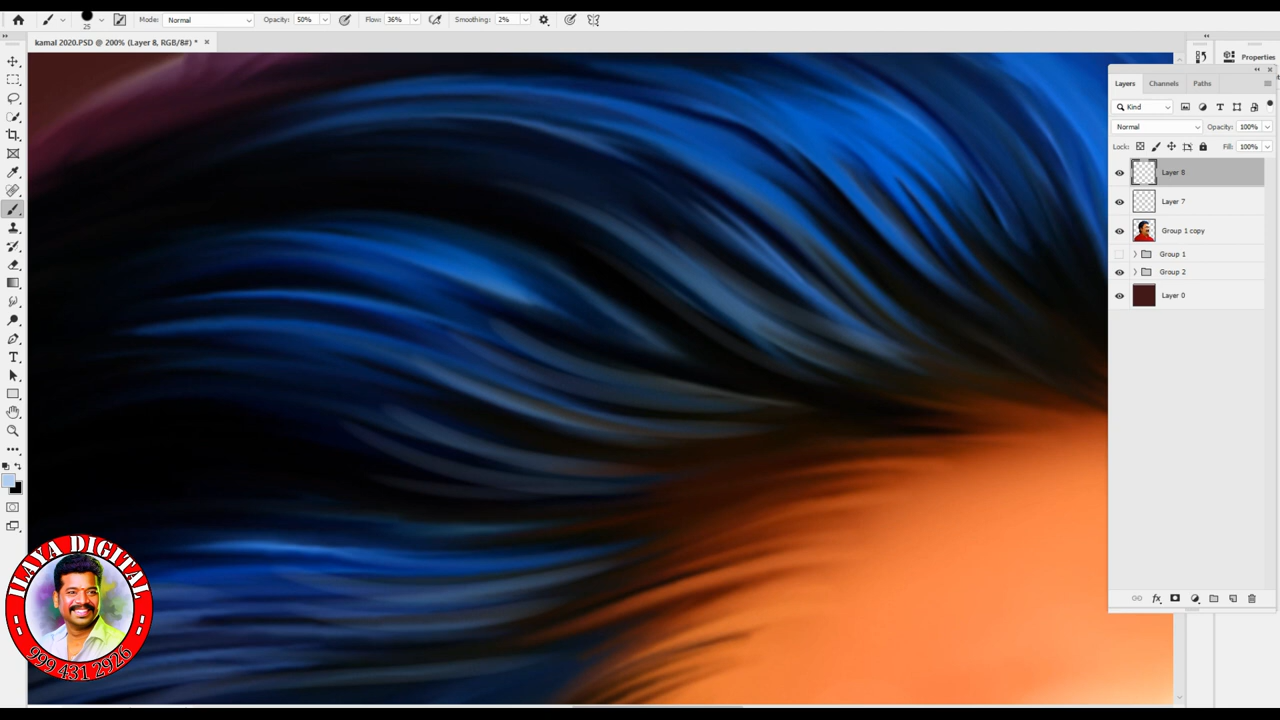 Mode: Normal Opacity: 50% Flow: 36% Smoothing: 2%
25
kamal 2020.PSD @ 200% (Layer 8, RGB/8#) * ×
Properties
Layers Channels Paths
Kind
Normal Opacity: 100%
Lock: Fill: 100%
Layer 8
Layer 7
Group 1 copy
Group 1
Group 2
Layer 0
ILAYA DIGITAL
999 431 2926